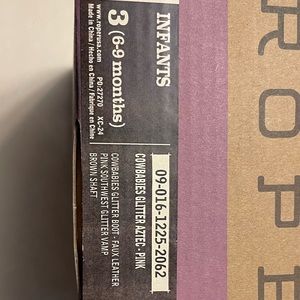 INFANTS
3 (6-9 months)
www.roperusa.com
Made in China / Hecho en China / Fabrique en Chine
PO-27270 XC-24
09-016-1225-2062
COWBABIES GLITTER AZTEC - PINK
COWBABIES GLITTER BOOT - FAUX LEATHER
PINK SOUTHWEST GLITTER VAMP
BROWN SHAFT
ROPE